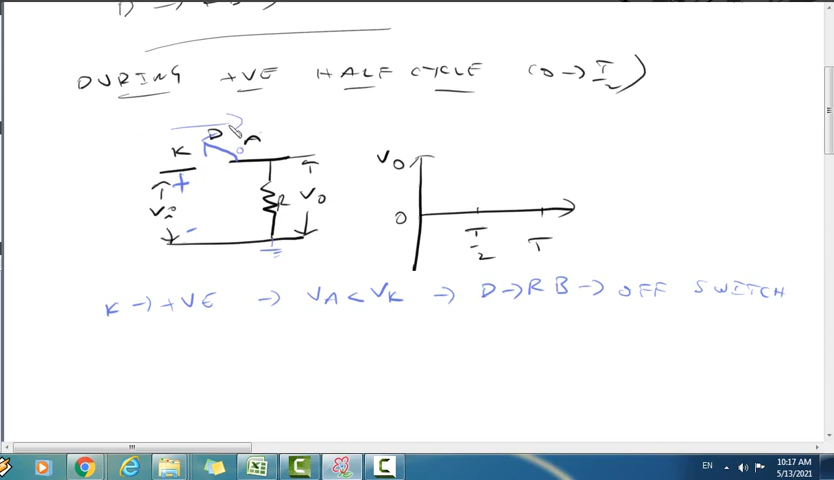 DURING +VE HALF CYCLE (0→T/2)
D
K
A
+
Vi
-
R
Vo
Vo
0
T/2
T
K→+VE → VA<VK → D→RB→ OFF SWITCH
EN
10:17 AM
5/13/2021